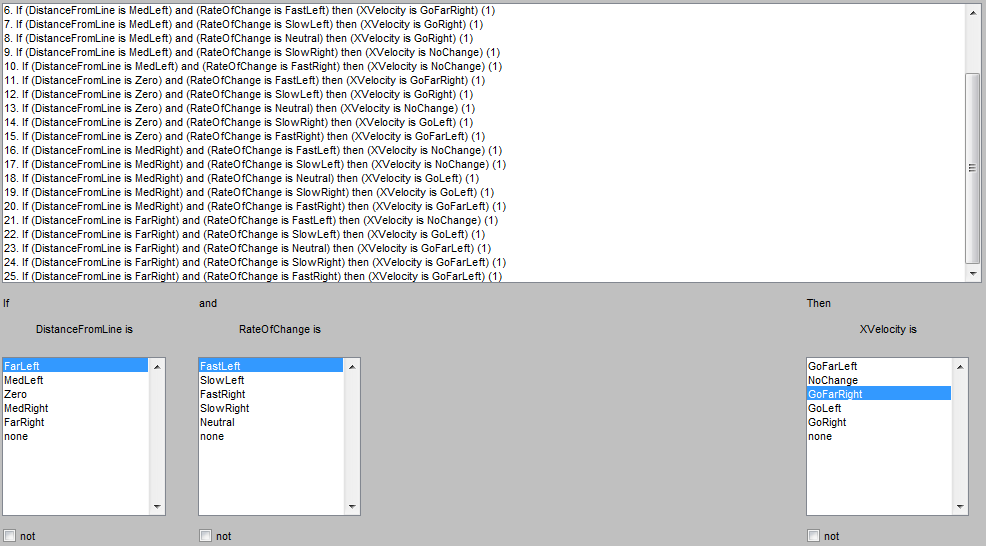 6. If (DistanceFromLine is MedLeft) and (RateOfChange is FastLeft) then (XVelocity is GoFarRight) (1)
7. If (DistanceFromLine is MedLeft) and (RateOfChange is SlowLeft) then (XVelocity is GoRight) (1)
8. If (DistanceFromLine is MedLeft) and (RateOfChange is Neutral) then (XVelocity is GoRight) (1)
9. If (DistanceFromLine is MedLeft) and (RateOfChange is SlowRight) then (XVelocity is NoChange) (1)
10. If (DistanceFromLine is MedLeft) and (RateOfChange is FastRight) then (XVelocity is NoChange) (1)
11. If (DistanceFromLine is Zero) and (RateOfChange is FastLeft) then (XVelocity is GoFarRight) (1)
12. If (DistanceFromLine is Zero) and (RateOfChange is SlowLeft) then (XVelocity is GoRight) (1)
13. If (DistanceFromLine is Zero) and (RateOfChange is Neutral) then (XVelocity is NoChange) (1)
14. If (DistanceFromLine is Zero) and (RateOfChange is SlowRight) then (XVelocity is GoLeft) (1)
15. If (DistanceFromLine is Zero) and (RateOfChange is FastRight) then (XVelocity is GoFarLeft) (1)
16. If (DistanceFromLine is MedRight) and (RateOfChange is FastLeft) then (XVelocity is NoChange) (1)
17. If (DistanceFromLine is MedRight) and (RateOfChange is SlowLeft) then (XVelocity is NoChange) (1)
18. If (DistanceFromLine is MedRight) and (RateOfChange is Neutral) then (XVelocity is GoLeft) (1)
19. If (DistanceFromLine is MedRight) and (RateOfChange is SlowRight) then (XVelocity is GoLeft) (1)
20. If (DistanceFromLine is MedRight) and (RateOfChange is FastRight) then (XVelocity is GoFarLeft) (1)
21. If (DistanceFromLine is FarRight) and (RateOfChange is FastLeft) then (XVelocity is NoChange) (1)
22. If (DistanceFromLine is FarRight) and (RateOfChange is SlowLeft) then (XVelocity is GoLeft) (1)
23. If (DistanceFromLine is FarRight) and (RateOfChange is Neutral) then (XVelocity is GoFarLeft) (1)
24. If (DistanceFromLine is FarRight) and (RateOfChange is SlowRight) then (XVelocity is GoFarLeft) (1)
25. If (DistanceFromLine is FarRight) and (RateOfChange is FastRight) then (XVelocity is GoFarLeft) (1)
If
DistanceFromLine is
FarLeft
MedLeft
Zero
MedRight
FarRight
none
not
and
RateOfChange is
FastLeft
SlowLeft
FastRight
SlowRight
Neutral
none
not
Then
XVelocity is
GoFarLeft
NoChange
GoFarRight
GoLeft
GoRight
none
not